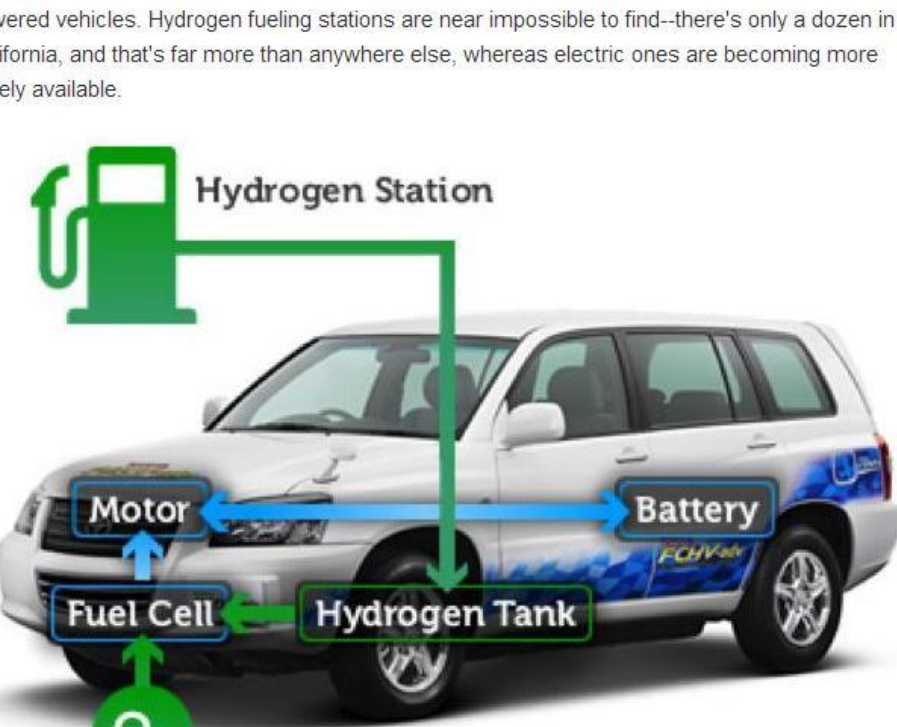 wered vehicles. Hydrogen fueling stations are near impossible to find--there's only a dozen in
ifornia, and that's far more than anywhere else, whereas electric ones are becoming more
ely available.
Hydrogen Station
Motor
Battery
FCHV-adv
Fuel Cell
Hydrogen Tank